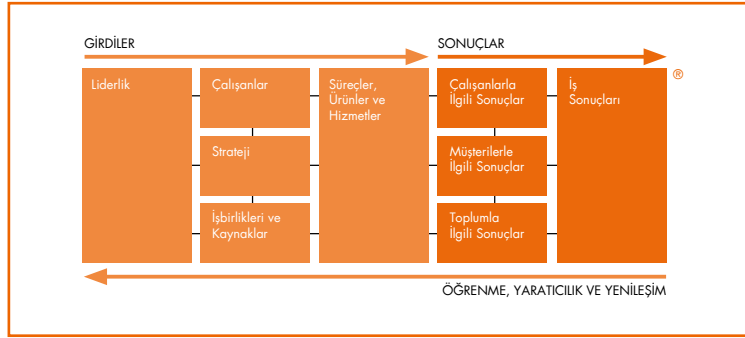 GİRDİLER
SONUÇLAR
Liderlik
Çalışanlar
Strateji
İşbirlikleri ve
Kaynaklar
Süreçler,
Ürünler ve
Hizmetler
Çalışanlarla
İlgili Sonuçlar
Müşterilerle
İlgili Sonuçlar
Toplumla
İlgili Sonuçlar
İş
Sonuçları
®
ÖĞRENME, YARATICILIK VE YENİLEŞİM